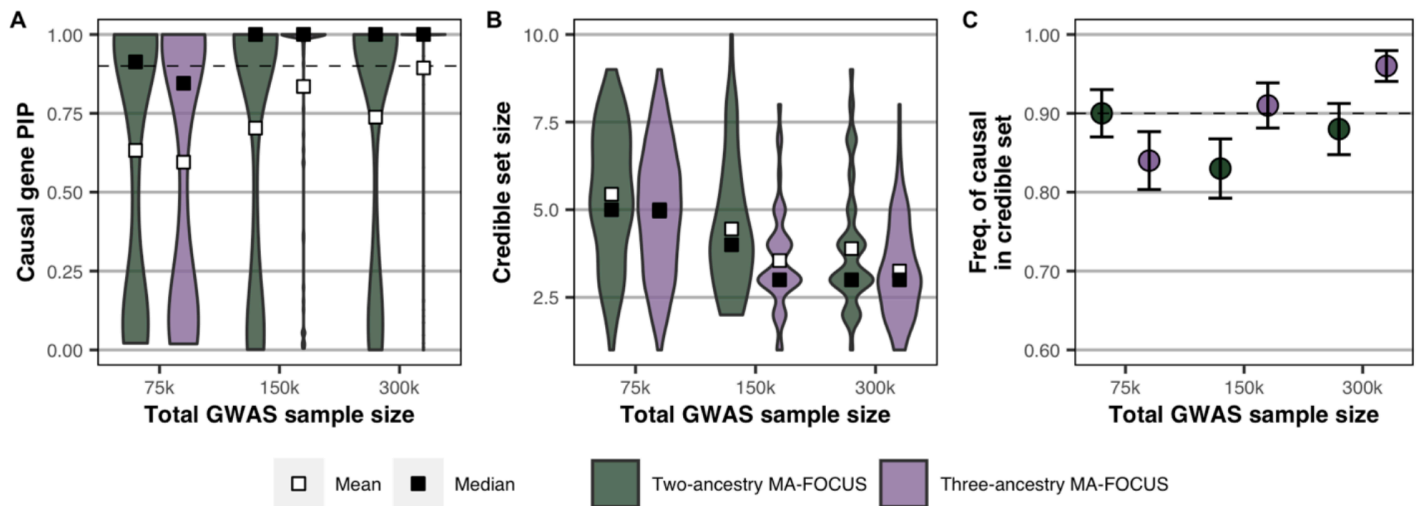 A
Causal gene PIP
1.00
0.75
0.50
0.25
0.00
75k 150k 300k
Total GWAS sample size
B
Credible set size
10.0
7.5
5.0
2.5
75k 150k 300k
Total GWAS sample size
C
Freq. of causal
in credible set
1.00
0.90
0.80
0.70
0.60
75k 150k 300k
Total GWAS sample size
Mean Median Two-ancestry MA-FOCUS Three-ancestry MA-FOCUS